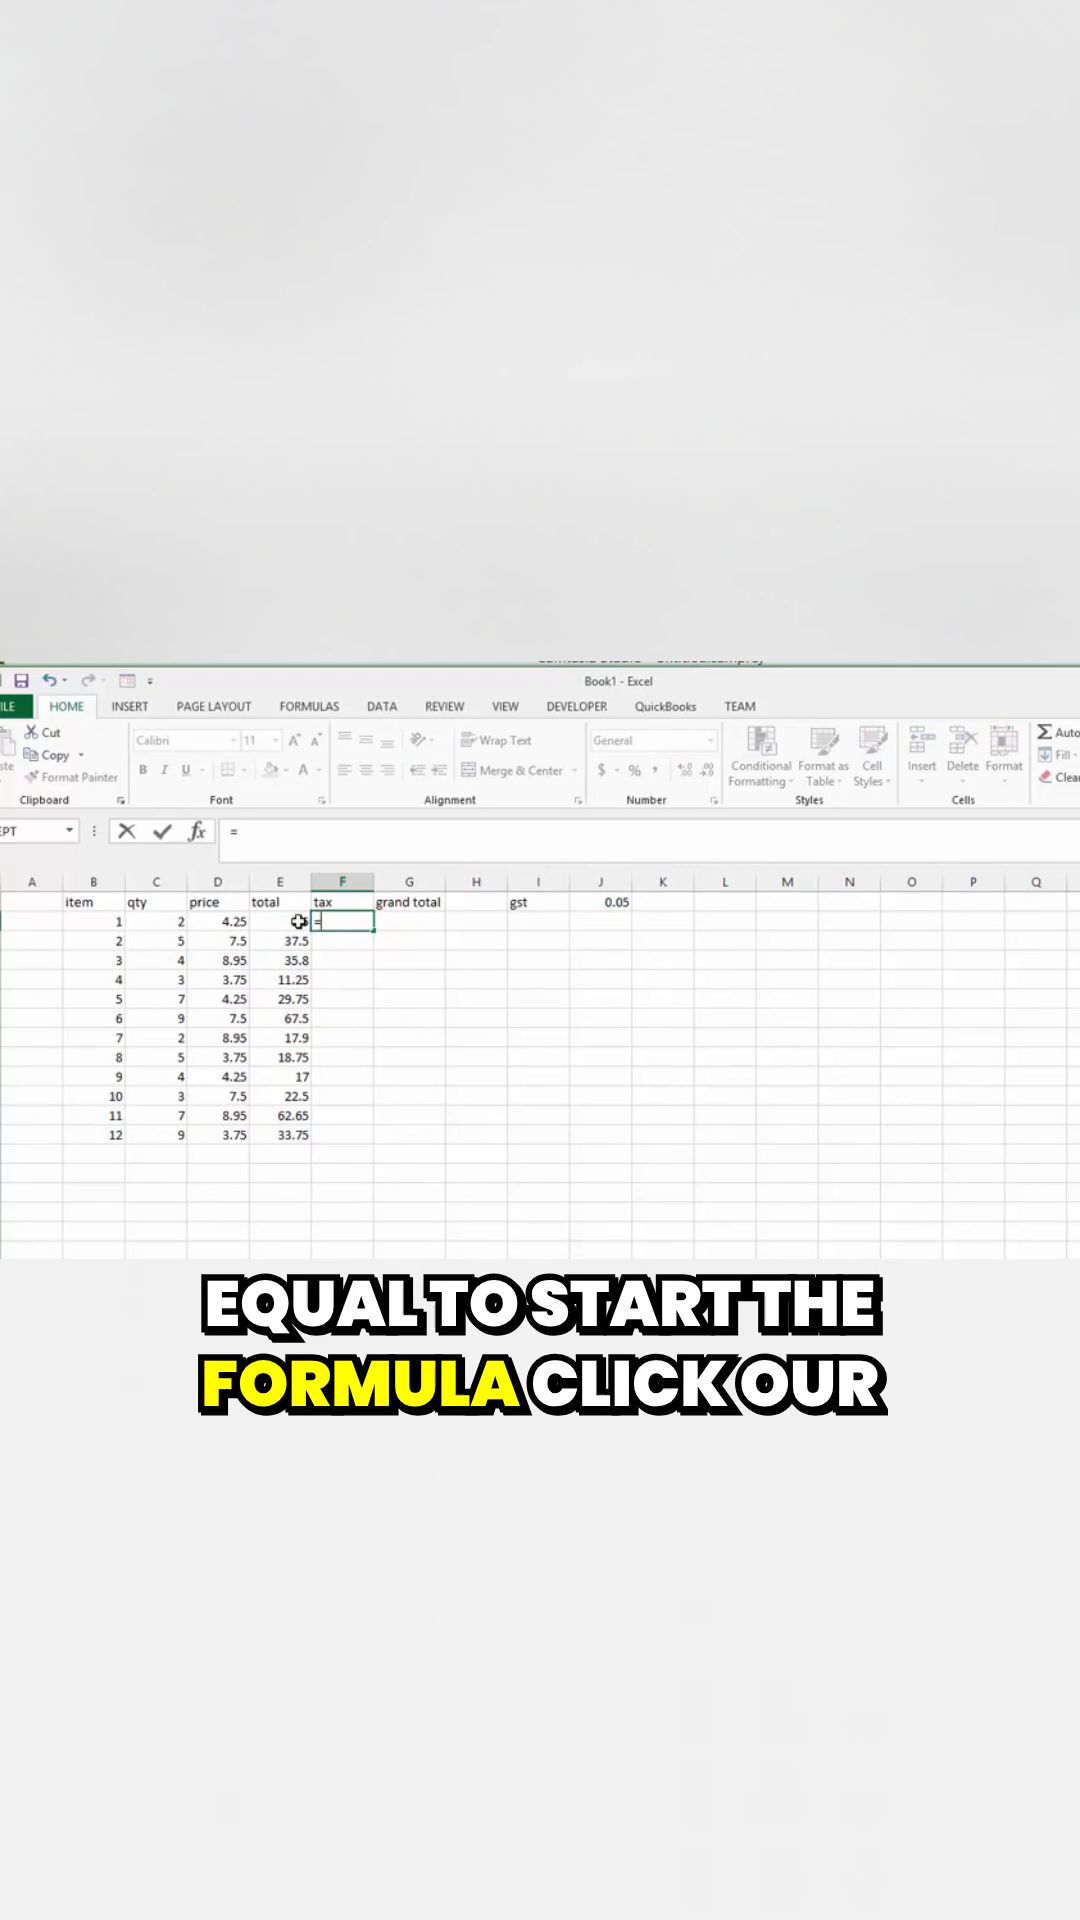 Book1 - Excel
HOME INSERT PAGE LAYOUT FORMULAS DATA REVIEW VIEW DEVELOPER QuickBooks TEAM
Cut
Copy
Format Painter
Clipboard
Calibri 11
B I U
Font
Wrap Text
Merge & Center
Alignment
General
$ % ,
Number
Conditional Formatting
Format as Table
Cell Styles
Styles
Insert Delete Format
Cells
Fill
=
A B C D E F G H I J K L M N O P Q
item qty price total tax grand total gst 0.05
1 2 4.25 =
2 5 7.5 37.5
3 4 8.95 35.8
4 3 3.75 11.25
5 7 4.25 29.75
6 9 7.5 67.5
7 2 8.95 17.9
8 5 3.75 18.75
9 4 4.25 17
10 3 7.5 22.5
11 7 8.95 62.65
12 9 3.75 33.75
EQUAL TO START THE
FORMULA CLICK OUR